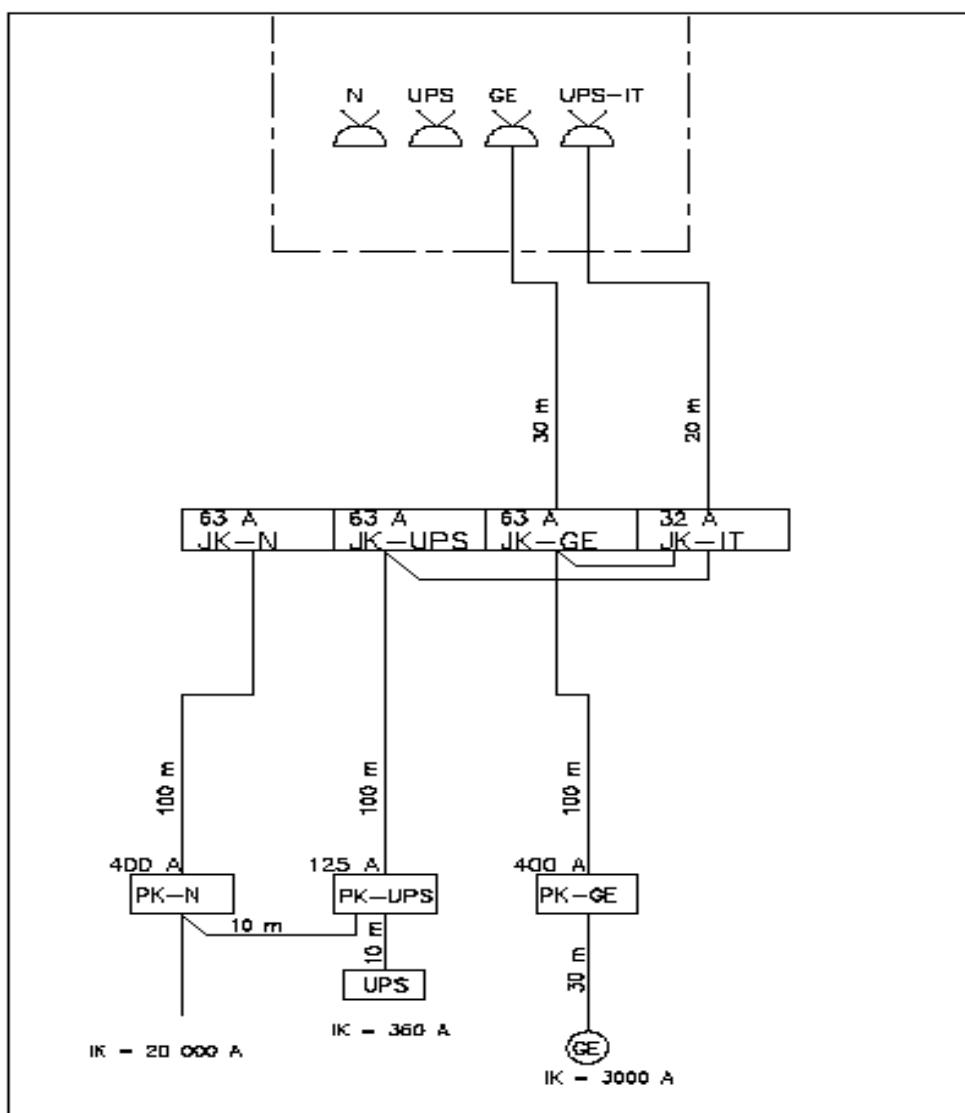 N UPS GE UPS-IT
30 m
20 m
63 A 63 A 63 A 32 A
JK-N JK-UPS JK-GE JK-IT
100 m
100 m
100 m
400 A 125 A 400 A
PK-N PK-UPS PK-GE
10 m
10 m
30 m
UPS
IK - 360 A
GE
IK - 20 000 A
IK - 3000 A